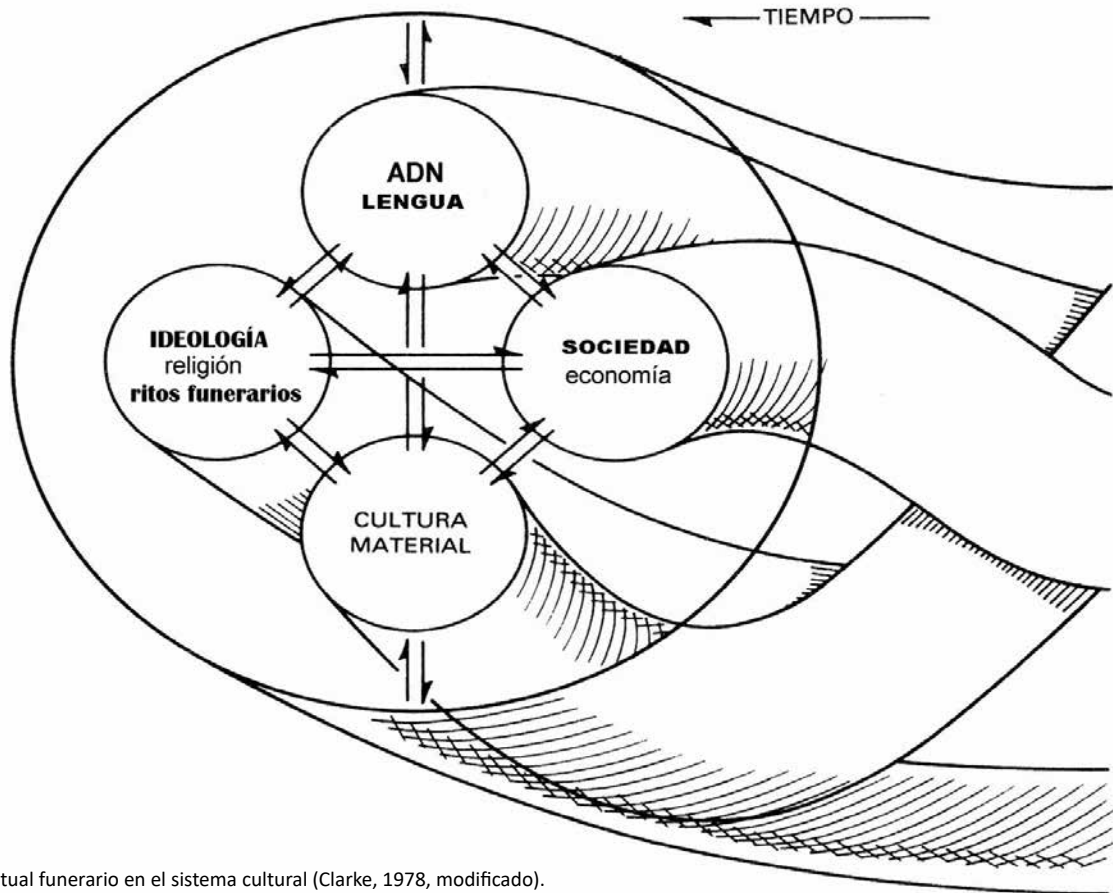 TIEMPO
ADN
LENGUA
IDEOLOGÍA
religión
ritos funerarios
SOCIEDAD
economía
CULTURA
MATERIAL
funerario en el sistema cultural (Clarke, 1978, modificado).